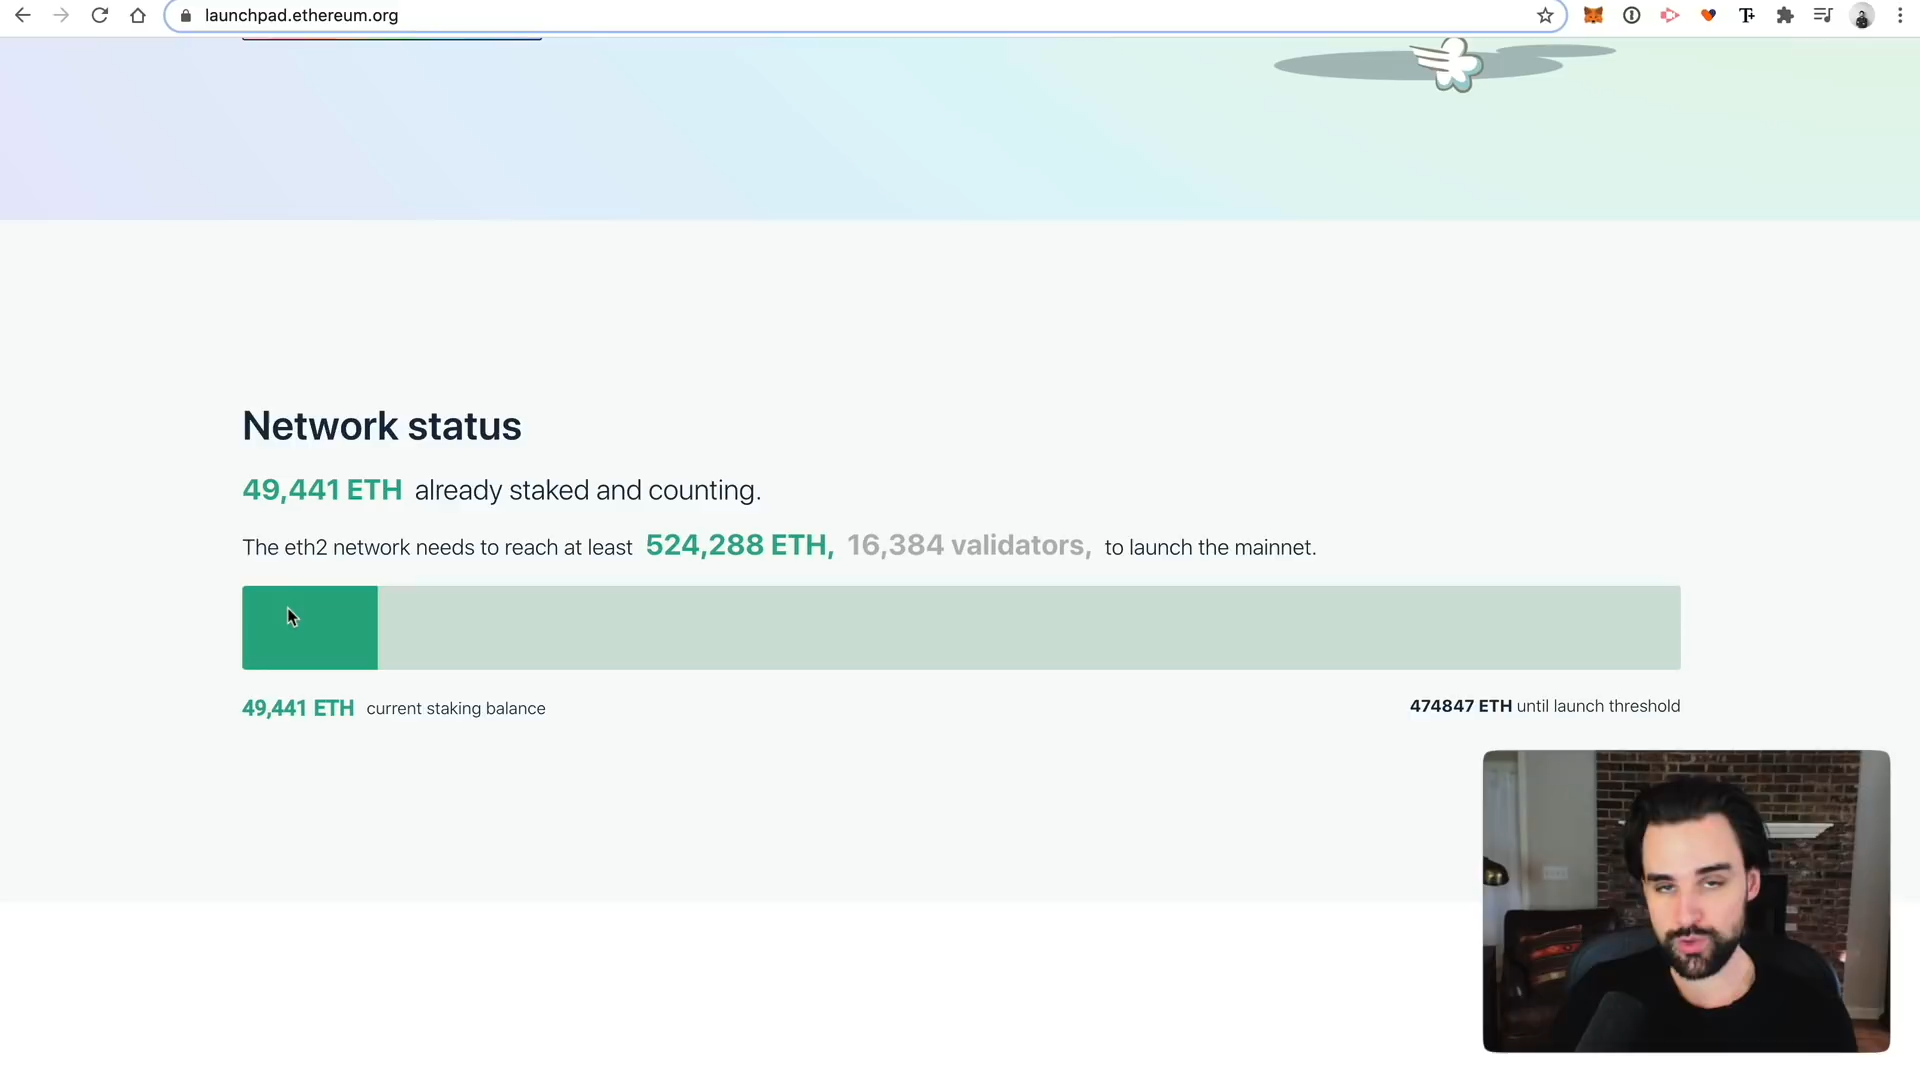 launchpad.ethereum.org
Network status
49,441 ETH already staked and counting.
The eth2 network needs to reach at least 524,288 ETH, 16,384 validators, to launch the mainnet.
49,441 ETH current staking balance
474847 ETH until launch threshold